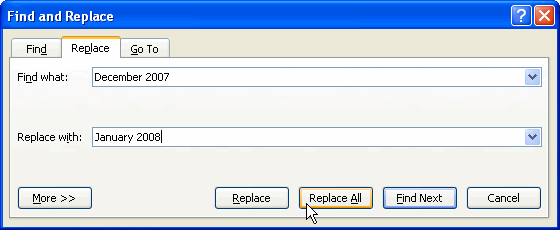 Find and Replace
Find Replace Go To
Find what: December 2007
Replace with: January 2008
More >> Replace Replace All Find Next Cancel